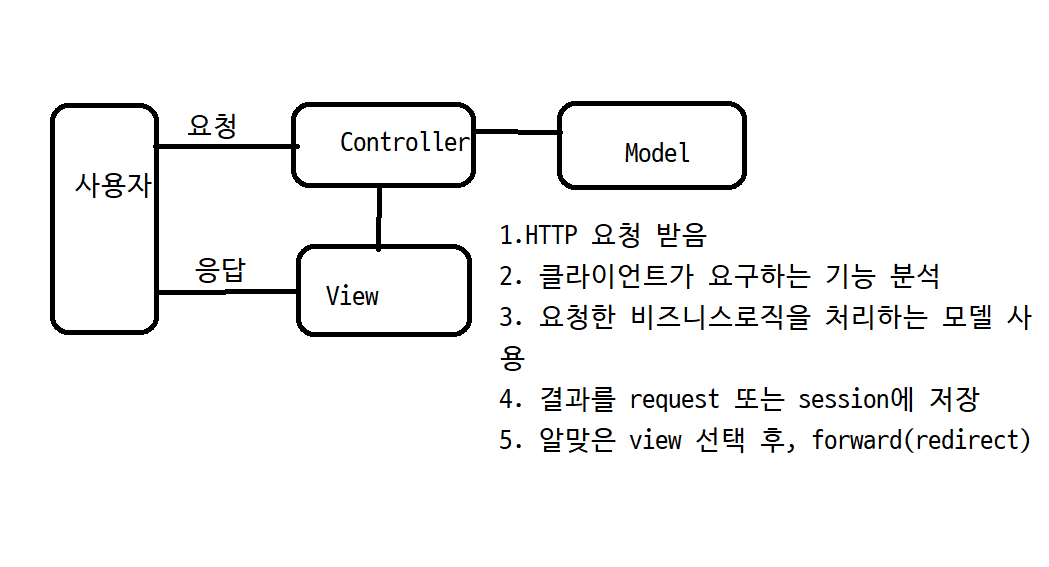 요청
Controller
Model
사용자
응답
View
1.HTTP 요청 받음
2. 클라이언트가 요구하는 기능 분석
3. 요청한 비즈니스로직을 처리하는 모델 사
용
4. 결과를 request 또는 session에 저장
5. 알맞은 view 선택 후, forward(redirect)